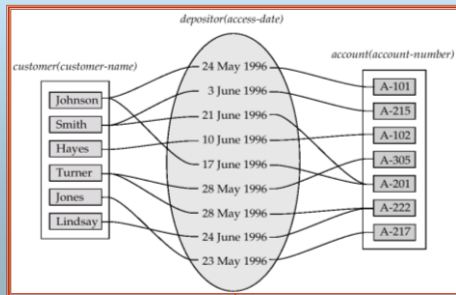 depositor(access-date)
customer(customer-name)
account(account-number)
Johnson
Smith
Hayes
Turner
Jones
Lindsay
24 May 1996
3 June 1996
21 June 1996
10 June 1996
17 June 1996
28 May 1996
28 May 1996
24 June 1996
23 May 1996
A-101
A-215
A-102
A-305
A-201
A-222
A-217